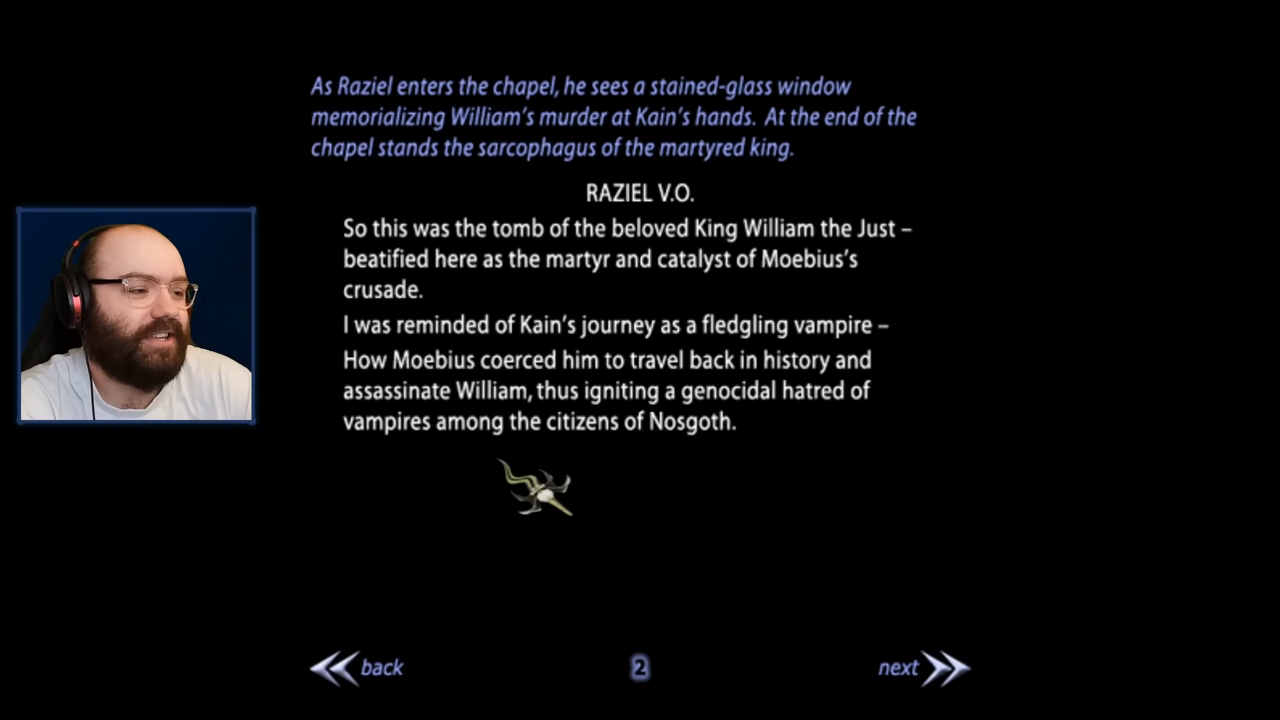 As Raziel enters the chapel, he sees a stained-glass window
memorializing William's murder at Kain's hands. At the end of the
chapel stands the sarcophagus of the martyred king.
RAZIEL V.O.
So this was the tomb of the beloved King William the Just –
beatified here as the martyr and catalyst of Moebius's
crusade.
I was reminded of Kain's journey as a fledgling vampire –
How Moebius coerced him to travel back in history and
assassinate William, thus igniting a genocidal hatred of
vampires among the citizens of Nosgoth.
back 2 next